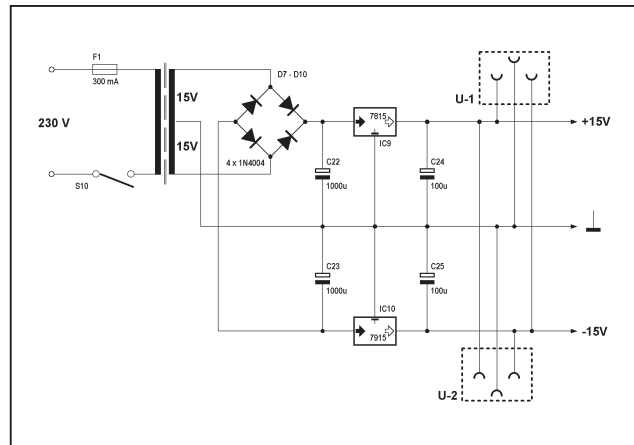 F1
300 mA
230 V
S10
15V
15V
D7 - D10
4 x 1N4004
7815
IC9
C22
1000u
C24
100u
C23
1000u
C25
100u
IC10
7915
U-1
+15V
-15V
U-2